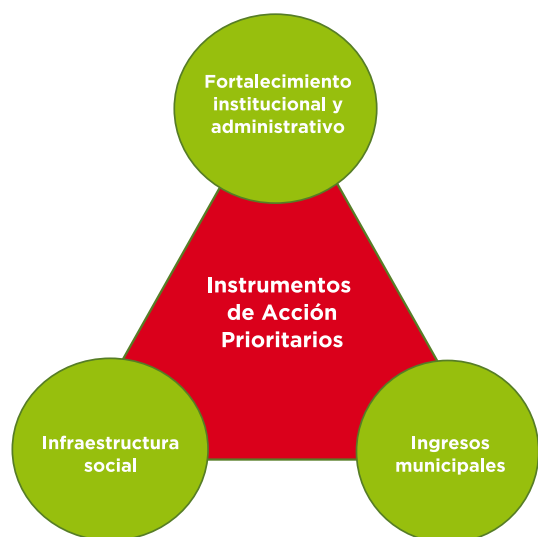 Fortalecimiento
institucional y
administrativo
Instrumentos
de Acción
Prioritarios
Infraestructura
social
Ingresos
municipales